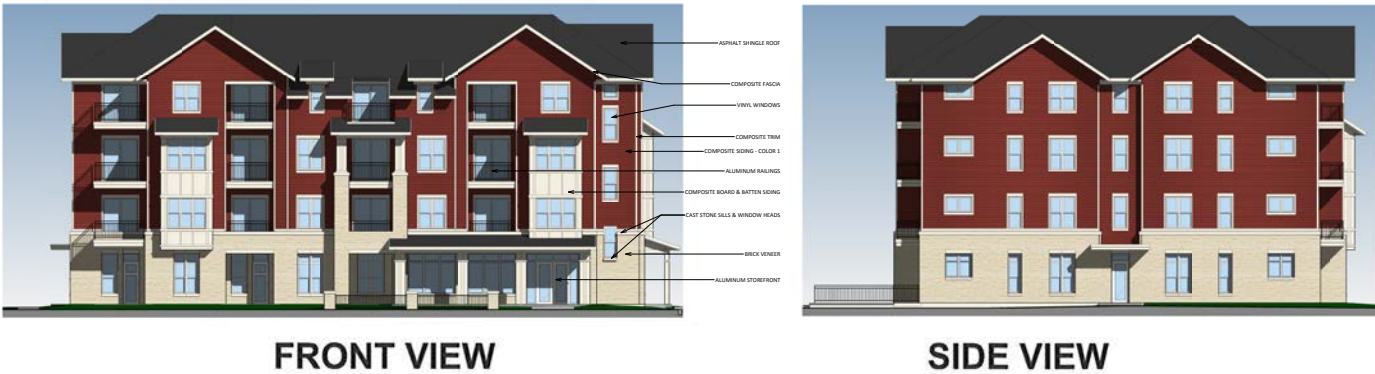 ASPHALT SHINGLE ROOF
COMPOSITE FASCIA
VINYL WINDOWS
COMPOSITE TRIM
COMPOSITE SIDING - COLOR 1
ALUMINUM RAILINGS
COMPOSITE BOARD & BATTEN SIDING
CAST STONE SILLS & WINDOW HEADS
BRICK VENEER
ALUMINUM STOREFRONT
FRONT VIEW
SIDE VIEW